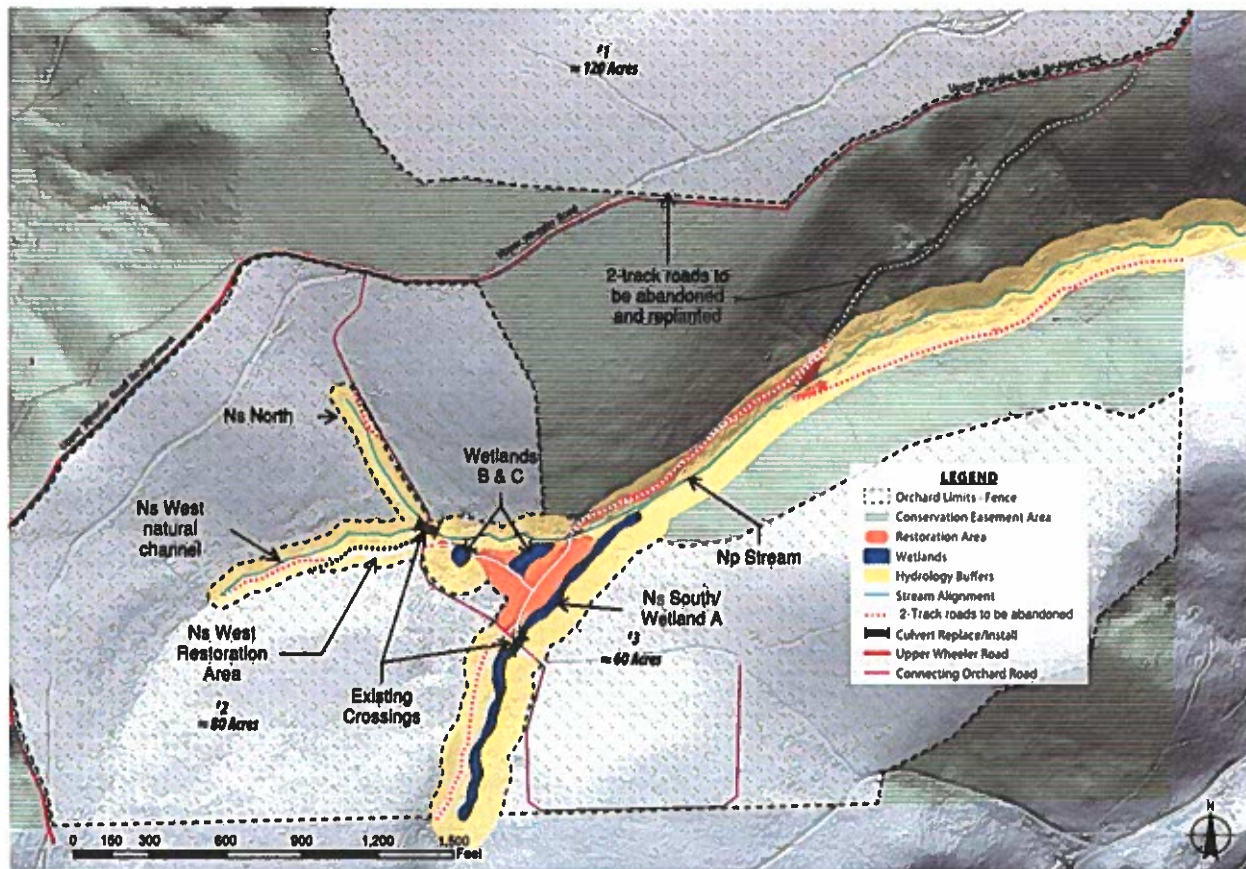 #1
≈ 120 Acres
Upper Wheeler Road
2-track roads to
be abandoned
and replanted
Ns North
Wetlands
B & C
Ns West
natural
channel
Np Stream
Ns South/
Wetland A
#3
≈ 60 Acres
Ns West
Restoration
Area
Existing
Crossings
#2
≈ 80 Acres
LEGEND
Orchard Limits - Fence
Conservation Easement Area
Restoration Area
Wetlands
Hydrology Buffers
Stream Alignment
2-Track roads to be abandoned
Culvert Replace/Install
Upper Wheeler Road
Connecting Orchard Road
0 150 300 600 900 1,200 1,500
Feet
N